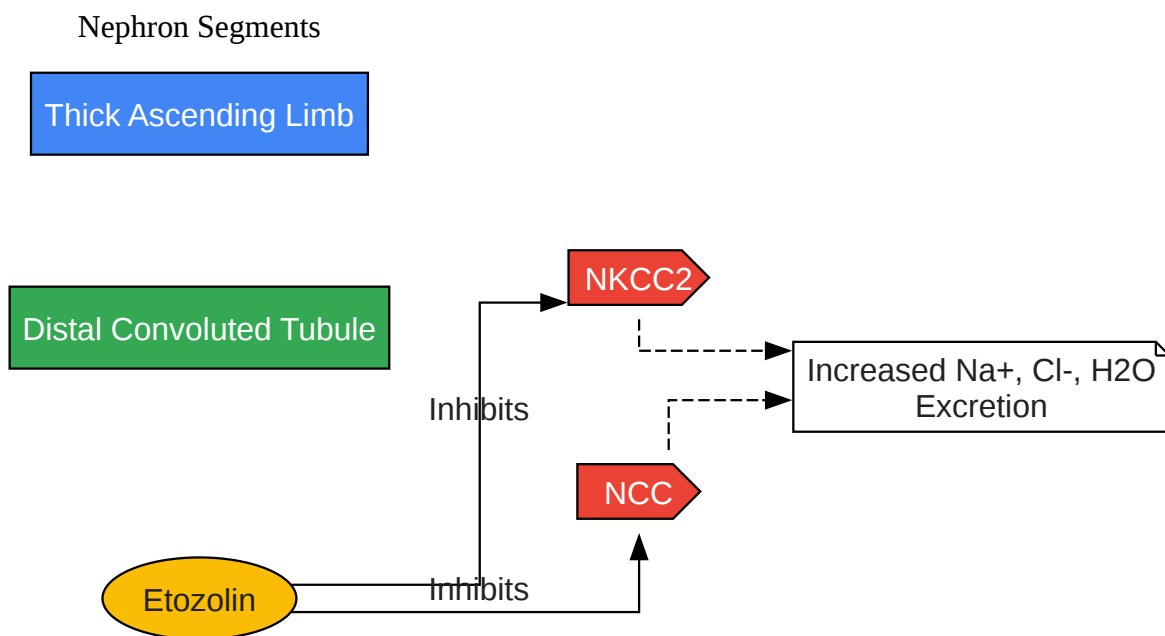 Nephron Segments
Thick Ascending Limb
NKCC2
Distal Convoluted Tubule
Increased Na+, Cl-, H2O
Excretion
Inhibits
NCC
Inhibits
Etozolin